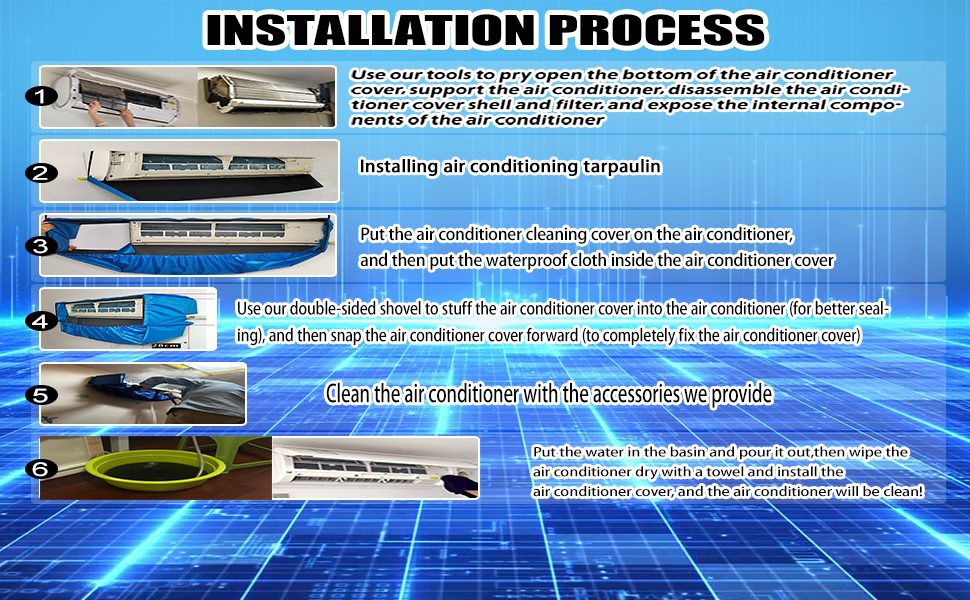 INSTALLATION PROCESS
1
Use our tools to pry open the bottom of the air conditioner
cover, support the air conditioner, disassemble the air condi-
tioner cover shell and filter, and expose the internal compo-
nents of the air conditioner
2
Installing air conditioning tarpaulin
3
Put the air conditioner cleaning cover on the air conditioner,
and then put the waterproof cloth inside the air conditioner cover
4
Use our double-sided shovel to stuff the air conditioner cover into the air conditioner (for better seal-
ing), and then snap the air conditioner cover forward (to completely fix the air conditioner cover)
28cm
5
Clean the air conditioner with the accessories we provide
6
Put the water in the basin and pour it out,then wipe the
air conditioner dry with a towel and install the
air conditioner cover, and the air conditioner will be clean!